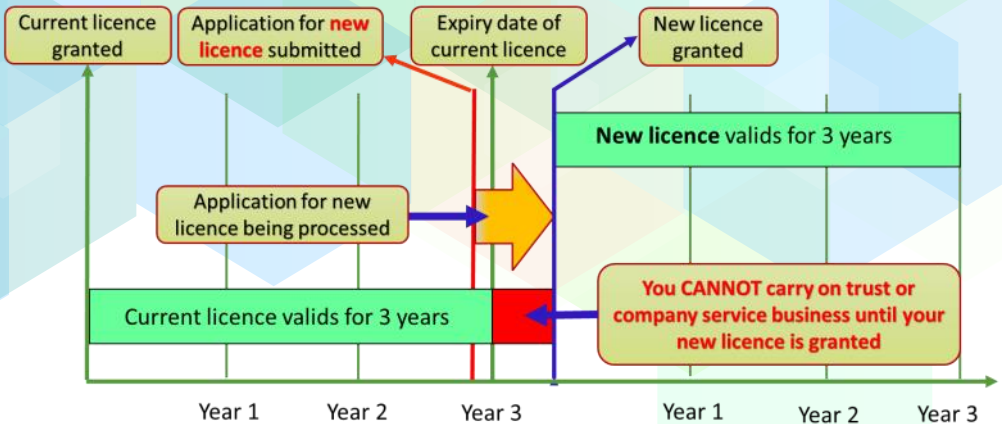 Current licence
granted
Application for new
licence submitted
Expiry date of
current licence
New licence
granted
New licence valids for 3 years
Application for new
licence being processed
You CANNOT carry on trust or
company service business until your
new licence is granted
Current licence valids for 3 years
Year 1
Year 2
Year 3
Year 1
Year 2
Year 3